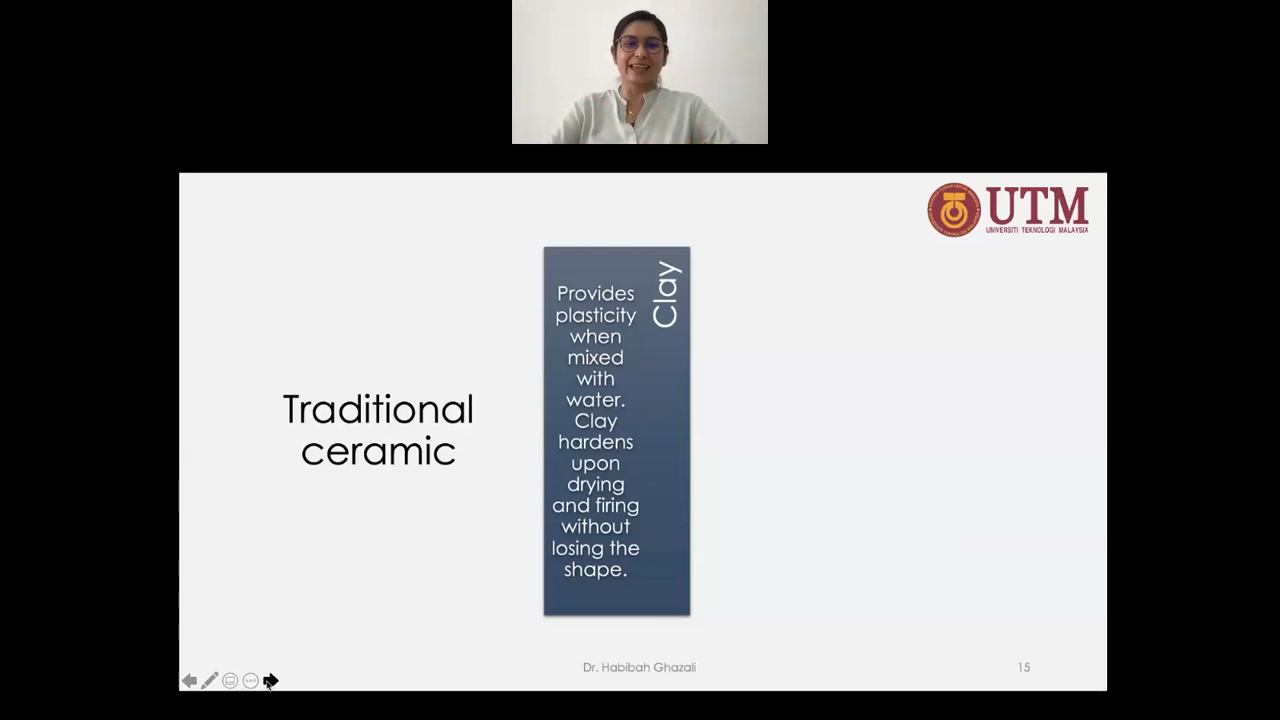 UTM
UNIVERSITI TEKNOLOGI MALAYSIA
Traditional
ceramic
Clay
Provides
plasticity
when
mixed
with
water.
Clay
hardens
upon
drying
and firing
without
losing the
shape.
Dr. Habibah Ghazali
15